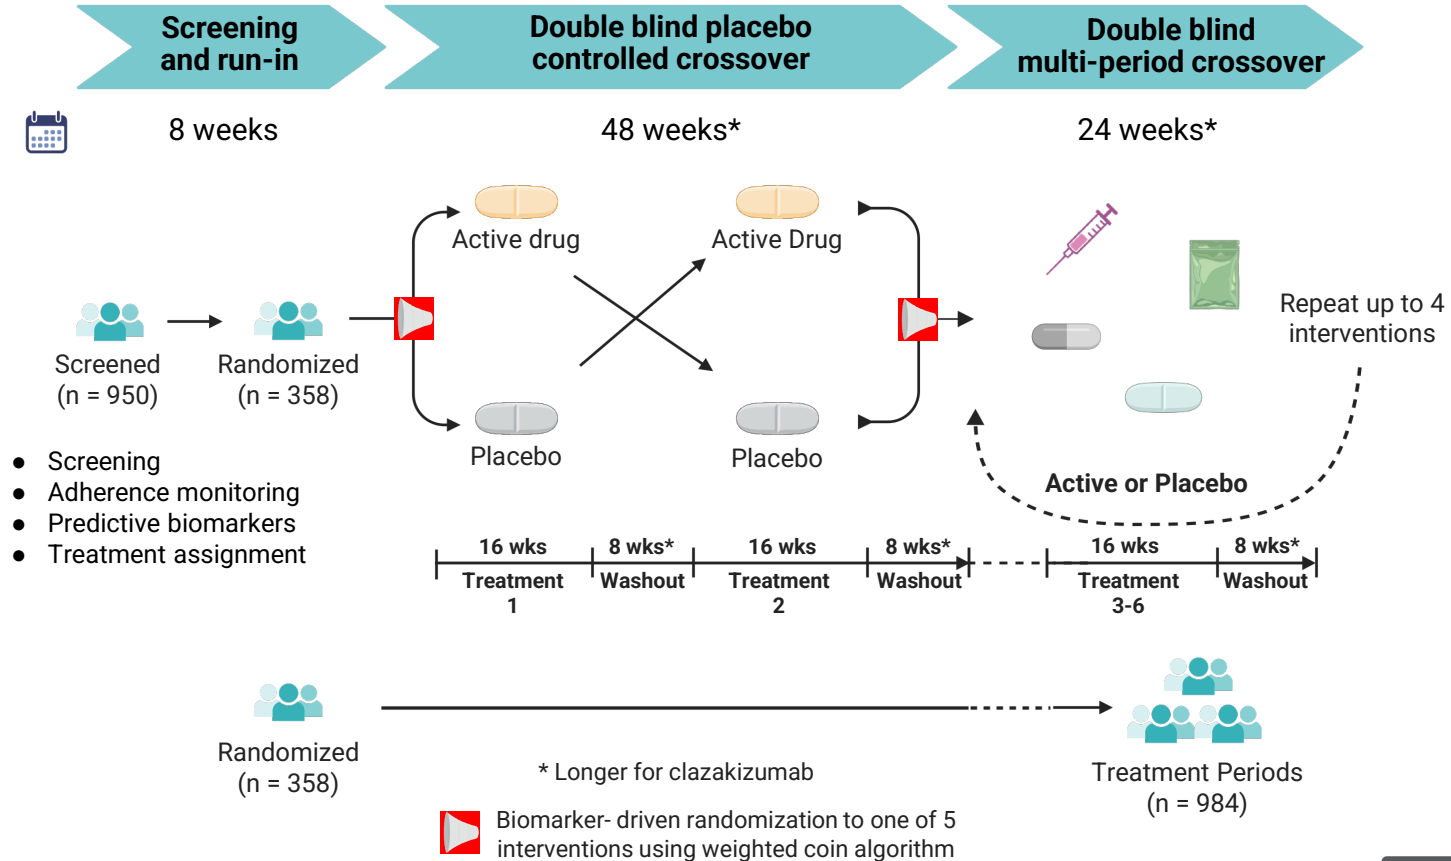 Screening
and run-in
Double blind placebo
controlled crossover
Double blind
multi-period crossover
8 weeks
48 weeks*
24 weeks*
Active drug
Active Drug
Screened
(n = 950)
Randomized
(n = 358)
Placebo
Placebo
Repeat up to 4
interventions
Active or Placebo
● Screening
● Adherence monitoring
● Predictive biomarkers
● Treatment assignment
16 wks
8 wks*
16 wks
8 wks*
16 wks
8 wks*
Treatment
1
Washout
Treatment
2
Washout
Treatment
3-6
Washout
Randomized
(n = 358)
* Longer for clazakizumab
Treatment Periods
(n = 984)
Biomarker- driven randomization to one of 5
interventions using weighted coin algorithm